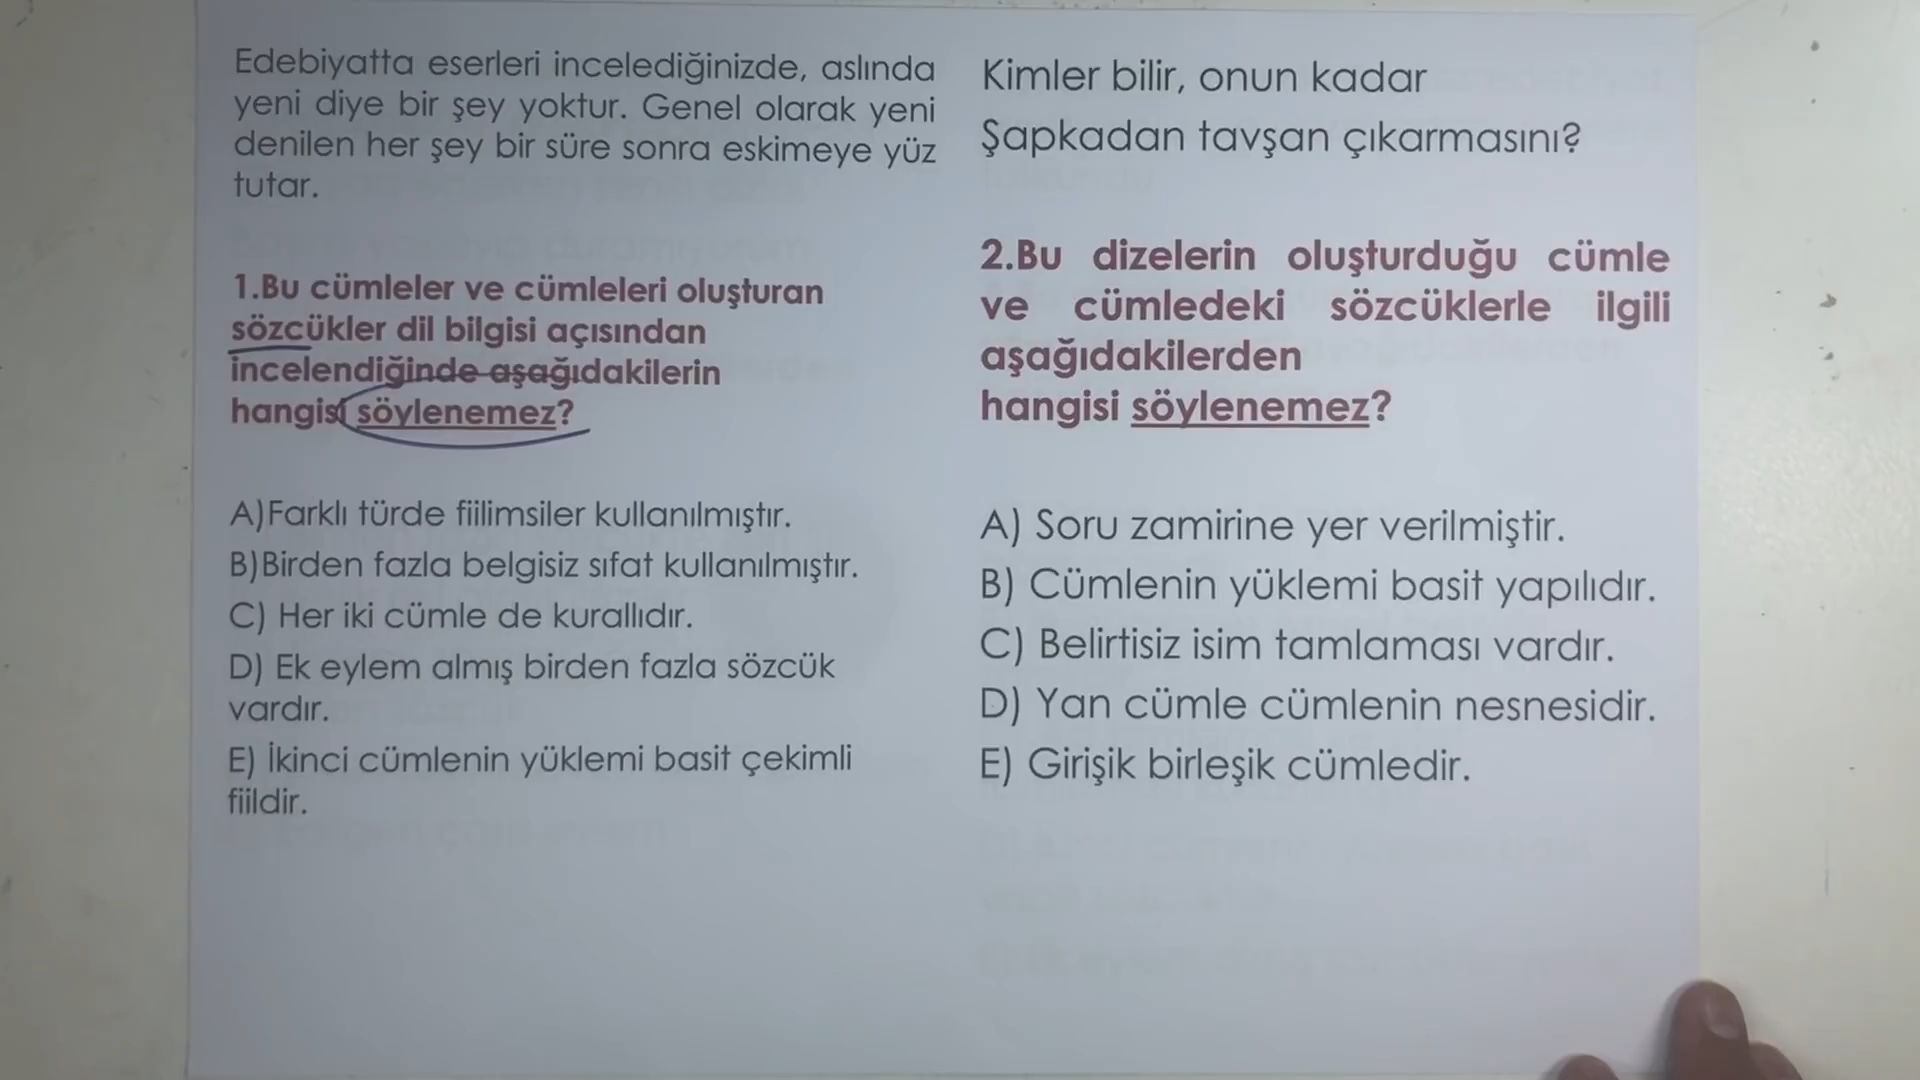 Edebiyatta eserleri incelediğinizde, aslında
yeni diye bir şey yoktur. Genel olarak yeni
denilen her şey bir süre sonra eskimeye yüz
tutar.
1.Bu cümleler ve cümleleri oluşturan
sözcükler dil bilgisi açısından
incelendiğinde aşağıdakilerin
hangisi söylenemez?
A)Farklı türde fiilimsiler kullanılmıştır.
B)Birden fazla belgisiz sıfat kullanılmıştır.
C) Her iki cümle de kurallıdır.
D) Ek eylem almış birden fazla sözcük
vardır.
E) İkinci cümlenin yüklemi basit çekimli
fiildir.
Kimler bilir, onun kadar
Şapkadan tavşan çıkarmasını?
2.Bu dizelerin oluşturduğu cümle
ve cümledeki sözcüklerle ilgili
aşağıdakilerden
hangisi söylenemez?
A) Soru zamirine yer verilmiştir.
B) Cümlenin yüklemi basit yapılıdır.
C) Belirtisiz isim tamlaması vardır.
D) Yan cümle cümlenin nesnesidir.
E) Girişik birleşik cümledir.